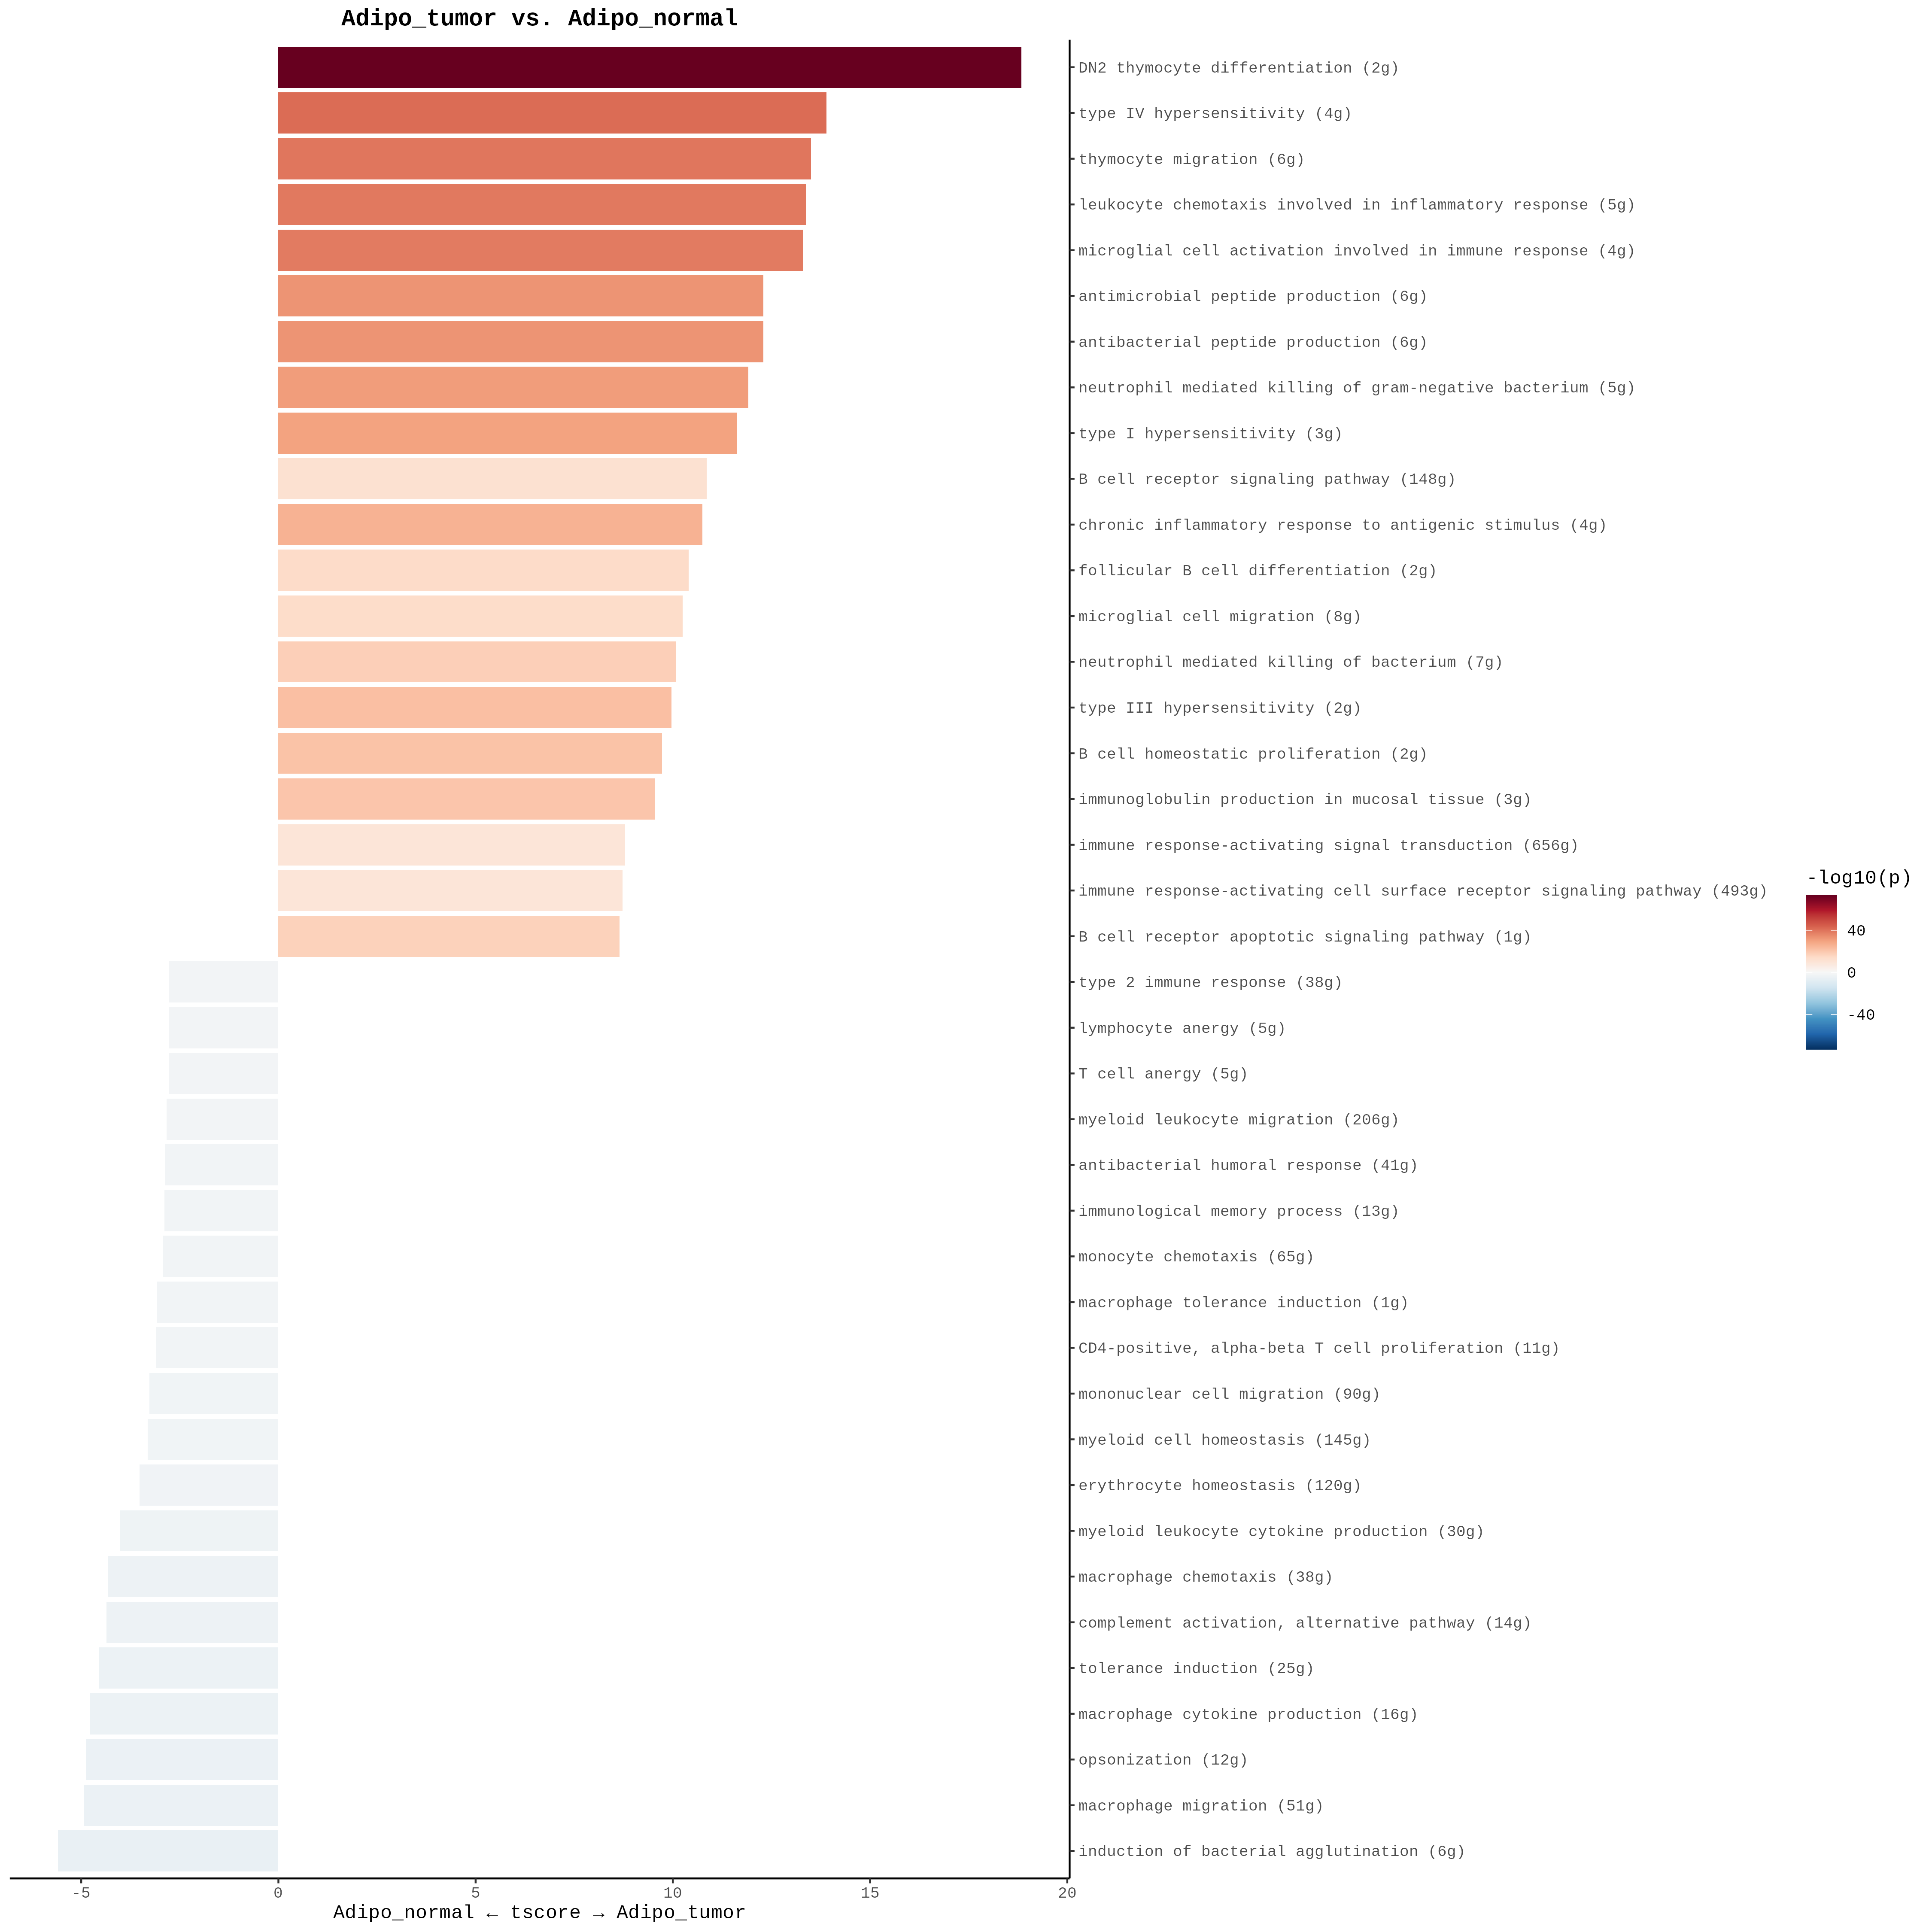 Adipo_tumor vs. Adipo_normal
DN2 thymocyte differentiation (2g)
type IV hypersensitivity (4g)
thymocyte migration (6g)
leukocyte chemotaxis involved in inflammatory response (5g)
microglial cell activation involved in immune response (4g)
antimicrobial peptide production (6g)
antibacterial peptide production (6g)
neutrophil mediated killing of gram-negative bacterium (5g)
type I hypersensitivity (3g)
B cell receptor signaling pathway (148g)
chronic inflammatory response to antigenic stimulus (4g)
follicular B cell differentiation (2g)
microglial cell migration (8g)
neutrophil mediated killing of bacterium (7g)
type III hypersensitivity (2g)
B cell homeostatic proliferation (2g)
immunoglobulin production in mucosal tissue (3g)
immune response-activating signal transduction (656g)
immune response-activating cell surface receptor signaling pathway (493g)
B cell receptor apoptotic signaling pathway (1g)
type 2 immune response (38g)
lymphocyte anergy (5g)
T cell anergy (5g)
myeloid leukocyte migration (206g)
antibacterial humoral response (41g)
immunological memory process (13g)
monocyte chemotaxis (65g)
macrophage tolerance induction (1g)
CD4-positive, alpha-beta T cell proliferation (11g)
mononuclear cell migration (90g)
myeloid cell homeostasis (145g)
erythrocyte homeostasis (120g)
myeloid leukocyte cytokine production (30g)
macrophage chemotaxis (38g)
complement activation, alternative pathway (14g)
tolerance induction (25g)
macrophage cytokine production (16g)
opsonization (12g)
macrophage migration (51g)
induction of bacterial agglutination (6g)
-5 0 5 10 15 20
Adipo_normal ← tscore → Adipo_tumor
-log10(p)
40
0
-40